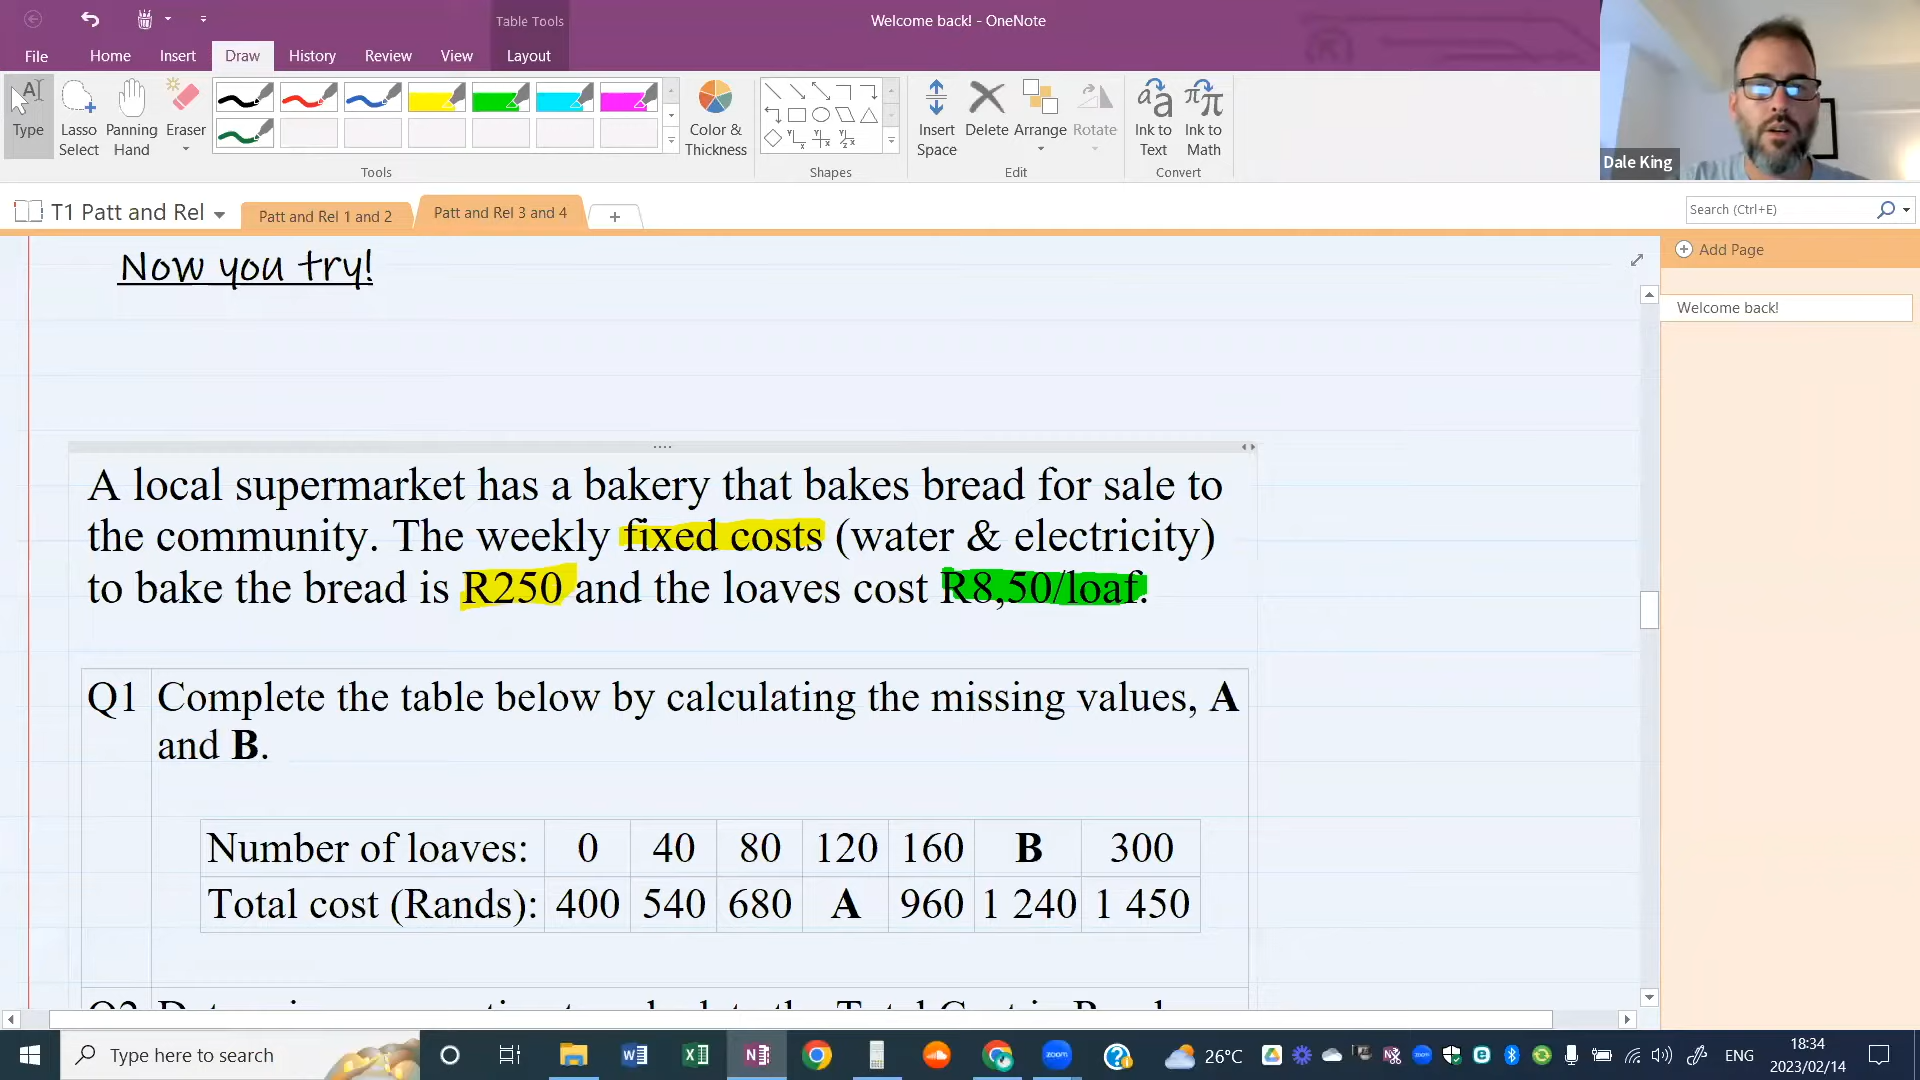 Table Tools
Welcome back! - OneNote
File
Home
Insert
Draw
History
Review
View
Layout
Type
Lasso
Select
Panning
Hand
Eraser
Color &
Thickness
Insert
Space
Delete
Arrange
Rotate
Ink to
Text
Ink to
Math
Tools
Shapes
Edit
Convert
Dale King
T1 Patt and Rel
Patt and Rel 1 and 2
Patt and Rel 3 and 4
Search (Ctrl+E)
Add Page
Welcome back!
Now you try!
A local supermarket has a bakery that bakes bread for sale to
the community. The weekly fixed costs (water & electricity)
to bake the bread is R250 and the loaves cost R8,50/loaf.
Q1 Complete the table below by calculating the missing values, A
and B.
Number of loaves: 0 40 80 120 160 B 300
Total cost (Rands): 400 540 680 A 960 1 240 1 450
Type here to search
26°C
ENG
18:34
2023/02/14